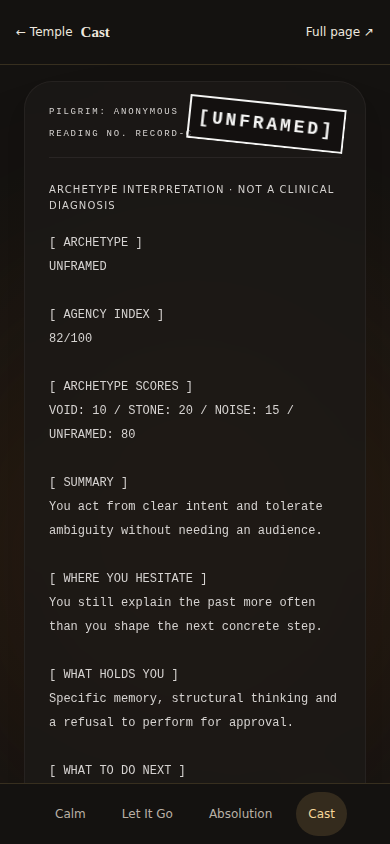 ← Temple Cast Full page ↗
PILGRIM: ANONYMOUS
[UNFRAMED]
READING NO. RECORD-
ARCHETYPE INTERPRETATION · NOT A CLINICAL
DIAGNOSIS
[ ARCHETYPE ]
UNFRAMED
[ AGENCY INDEX ]
82/100
[ ARCHETYPE SCORES ]
VOID: 10 / STONE: 20 / NOISE: 15 /
UNFRAMED: 80
[ SUMMARY ]
You act from clear intent and tolerate
ambiguity without needing an audience.
[ WHERE YOU HESITATE ]
You still explain the past more often
than you shape the next concrete step.
[ WHAT HOLDS YOU ]
Specific memory, structural thinking and
a refusal to perform for approval.
[ WHAT TO DO NEXT ]
Calm Let It Go Absolution Cast